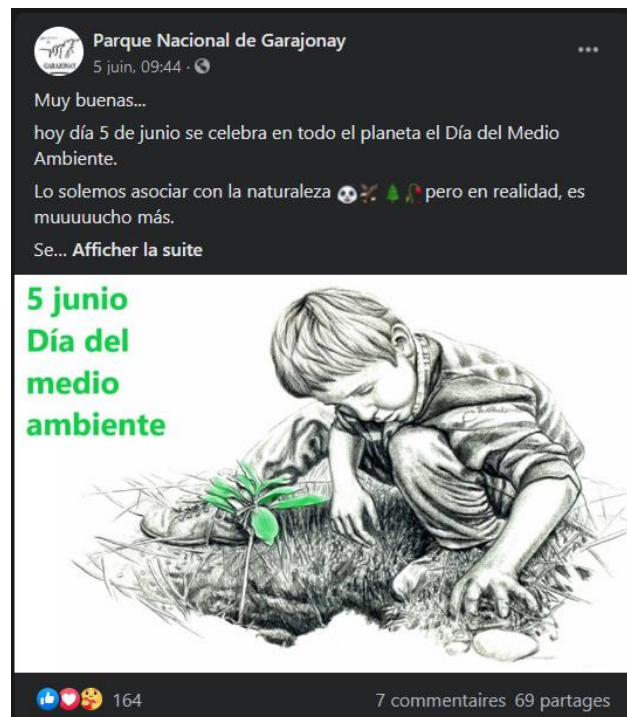 Parque Nacional de Garajonay
5 juin, 09:44 ·
Muy buenas...
hoy día 5 de junio se celebra en todo el planeta el Día del Medio
Ambiente.
Lo solemos asociar con la naturaleza 🐼🌿🌲🥀 pero en realidad, es
muuuuucho más.
Se... Afficher la suite
5 junio
Día del
medio
ambiente
164
7 commentaires 69 partages